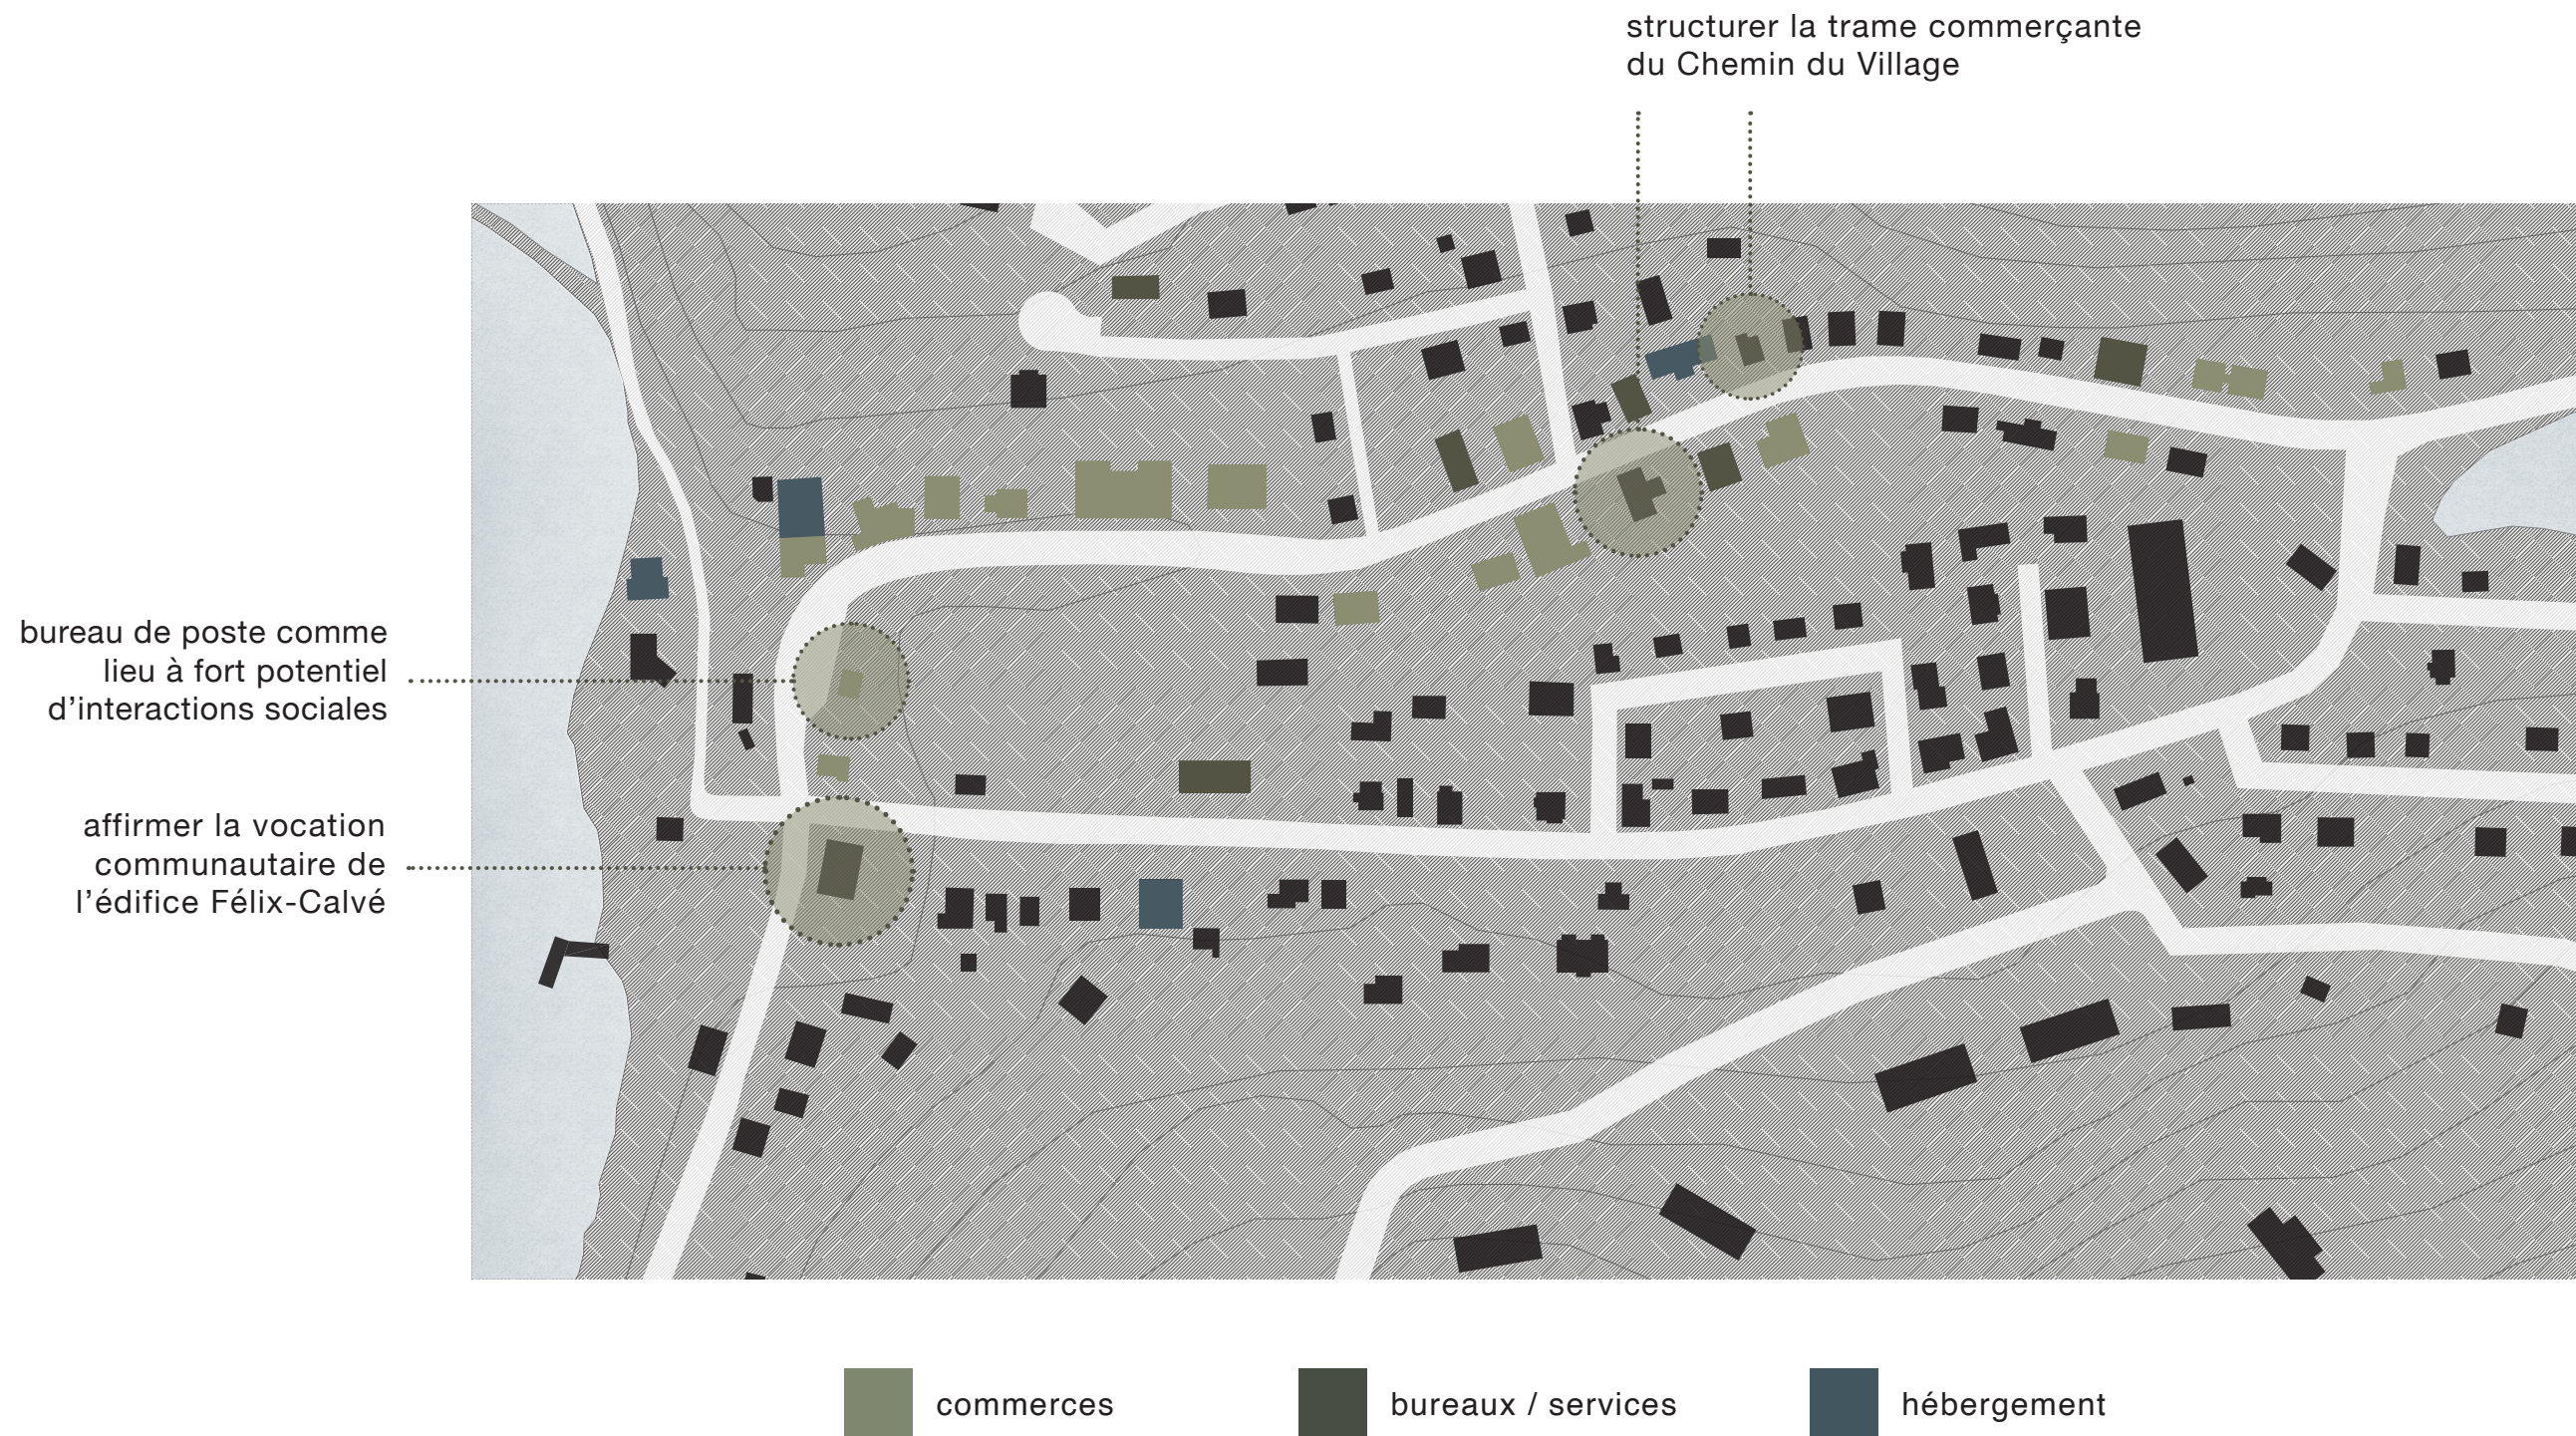 structurer la trame commerçante
du Chemin du Village
bureau de poste comme
lieu à fort potentiel
d’interactions sociales
affirmer la vocation
communautaire de
l’édifice Félix-Calvé
commerces
bureaux / services
hébergement